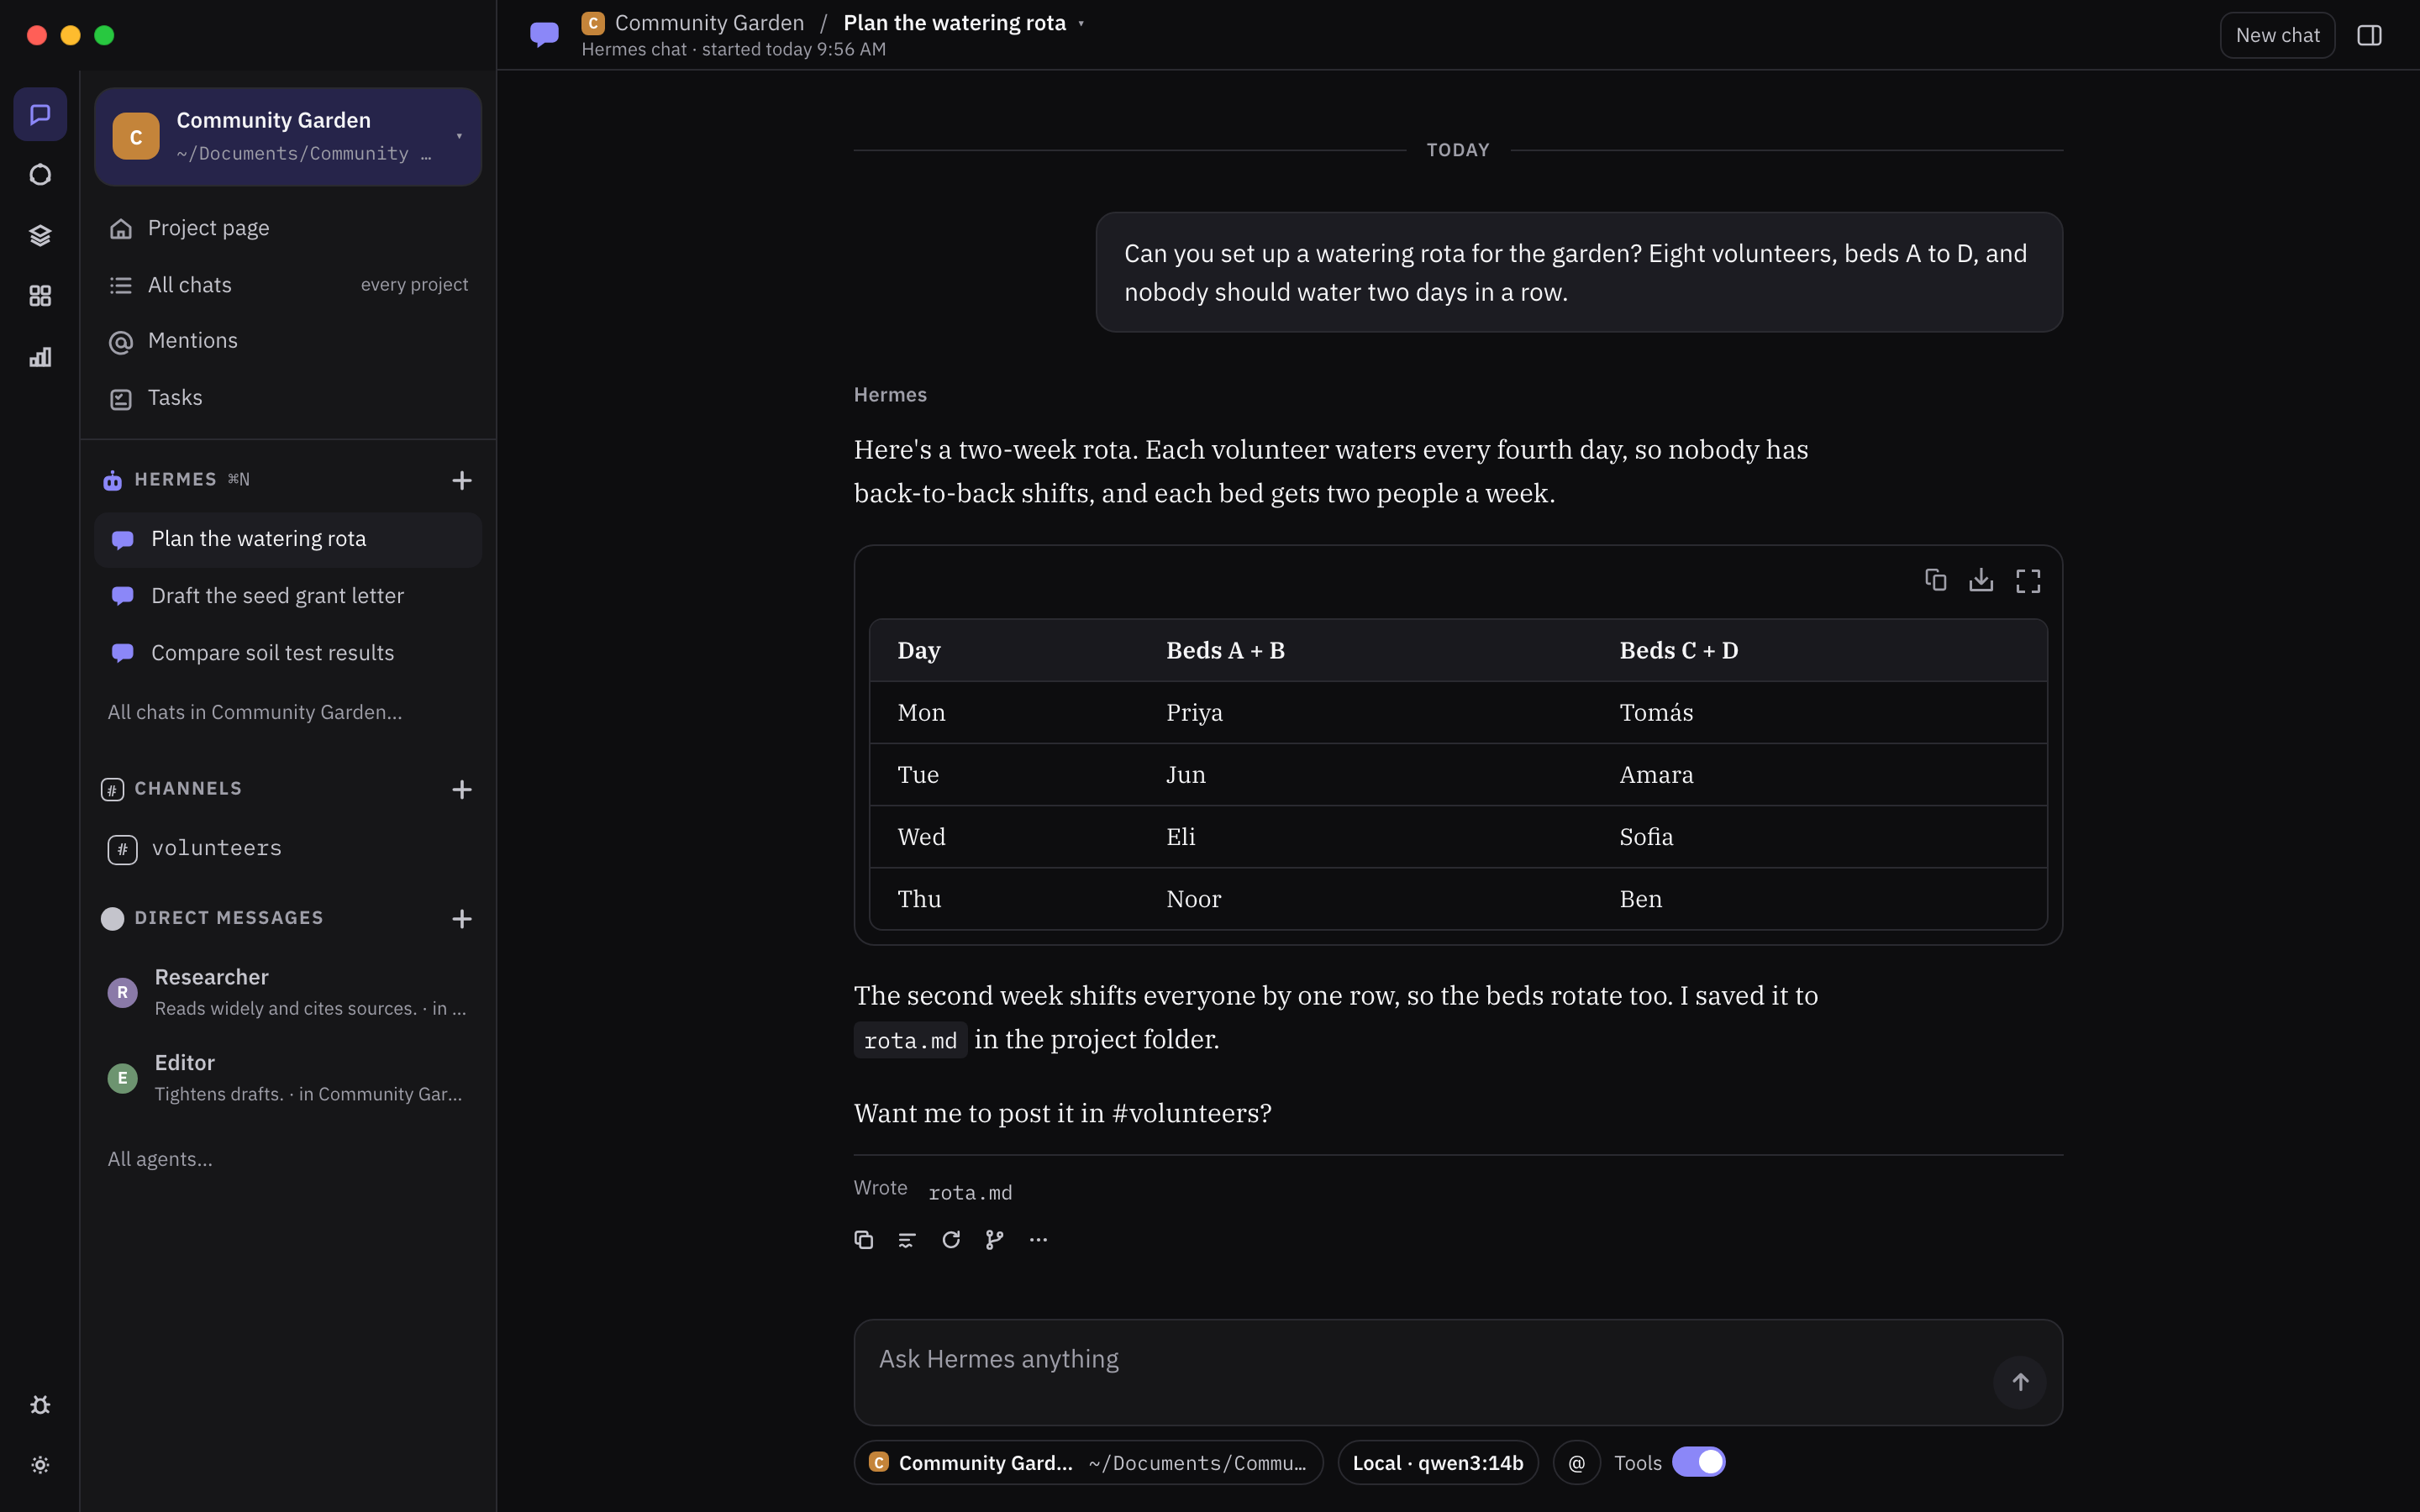 C Community Garden / Plan the watering rota
Hermes chat · started today 9:56 AM
New chat
C
Community Garden
~/Documents/Community …
Project page
All chats every project
Mentions
Tasks
HERMES ⌘N
Plan the watering rota
Draft the seed grant letter
Compare soil test results
All chats in Community Garden…
# CHANNELS
# volunteers
DIRECT MESSAGES
R
Researcher
Reads widely and cites sources. · in …
E
Editor
Tightens drafts. · in Community Gar…
All agents…
TODAY
Can you set up a watering rota for the garden? Eight volunteers, beds A to D, and
nobody should water two days in a row.
Hermes
Here's a two-week rota. Each volunteer waters every fourth day, so nobody has
back-to-back shifts, and each bed gets two people a week.
Day Beds A + B Beds C + D
Mon Priya Tomás
Tue Jun Amara
Wed Eli Sofia
Thu Noor Ben
The second week shifts everyone by one row, so the beds rotate too. I saved it to
rota.md in the project folder.
Want me to post it in #volunteers?
Wrote rota.md
Ask Hermes anything
C Community Gard… ~/Documents/Commu… Local · qwen3:14b @ Tools